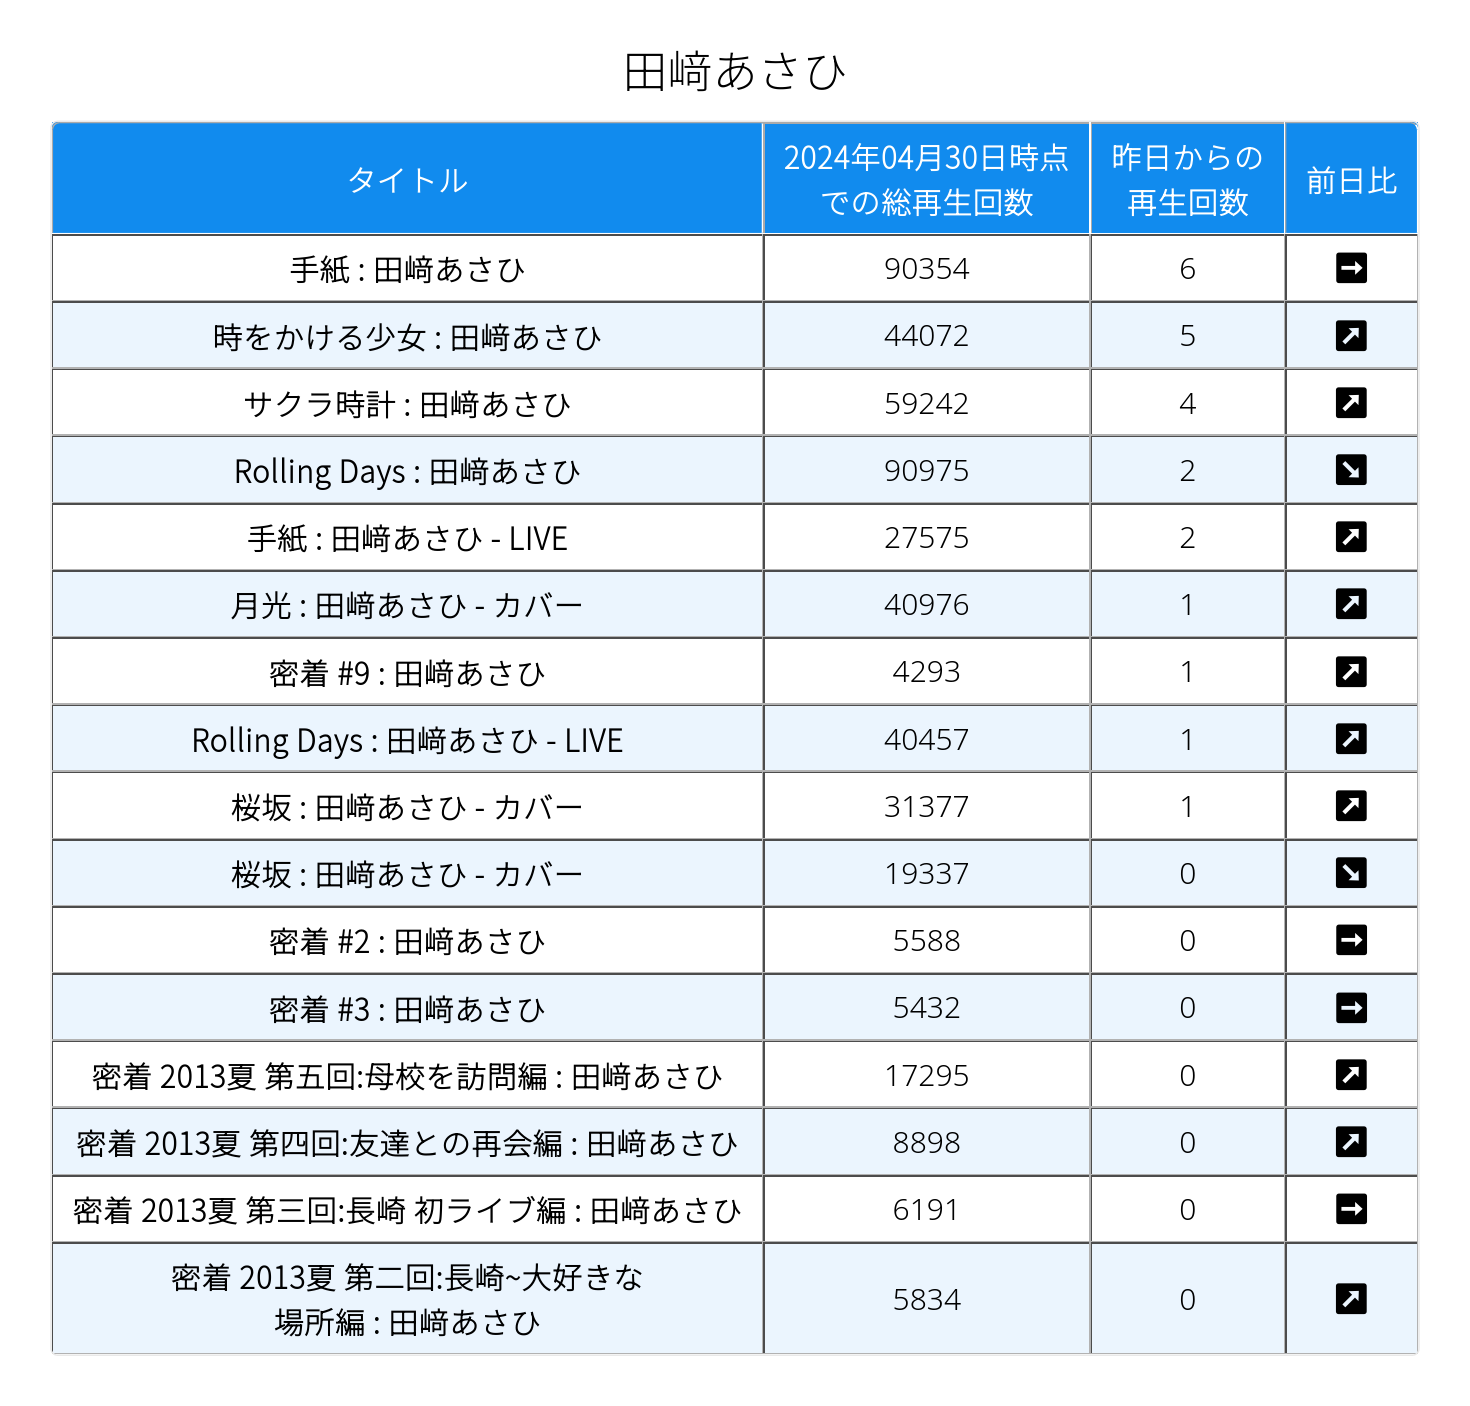 田﨑あさひ
タイトル
2024年04月30日時点
での総再生回数
昨日からの
再生回数
前日比
手紙 : 田﨑あさひ 90354 6 ➡
時をかける少女 : 田﨑あさひ 44072 5 ↗
サクラ時計 : 田﨑あさひ 59242 4 ↗
Rolling Days : 田﨑あさひ 90975 2 ↘
手紙 : 田﨑あさひ - LIVE 27575 2 ↗
月光 : 田﨑あさひ - カバー 40976 1 ↗
密着 #9 : 田﨑あさひ 4293 1 ↗
Rolling Days : 田﨑あさひ - LIVE 40457 1 ↗
桜坂 : 田﨑あさひ - カバー 31377 1 ↗
桜坂 : 田﨑あさひ - カバー 19337 0 ↘
密着 #2 : 田﨑あさひ 5588 0 ➡
密着 #3 : 田﨑あさひ 5432 0 ➡
密着 2013夏 第五回:母校を訪問編 : 田﨑あさひ 17295 0 ↗
密着 2013夏 第四回:友達との再会編 : 田﨑あさひ 8898 0 ↗
密着 2013夏 第三回:長崎 初ライブ編 : 田﨑あさひ 6191 0 ➡
密着 2013夏 第二回:長崎~大好きな
場所編 : 田﨑あさひ 5834 0 ↗